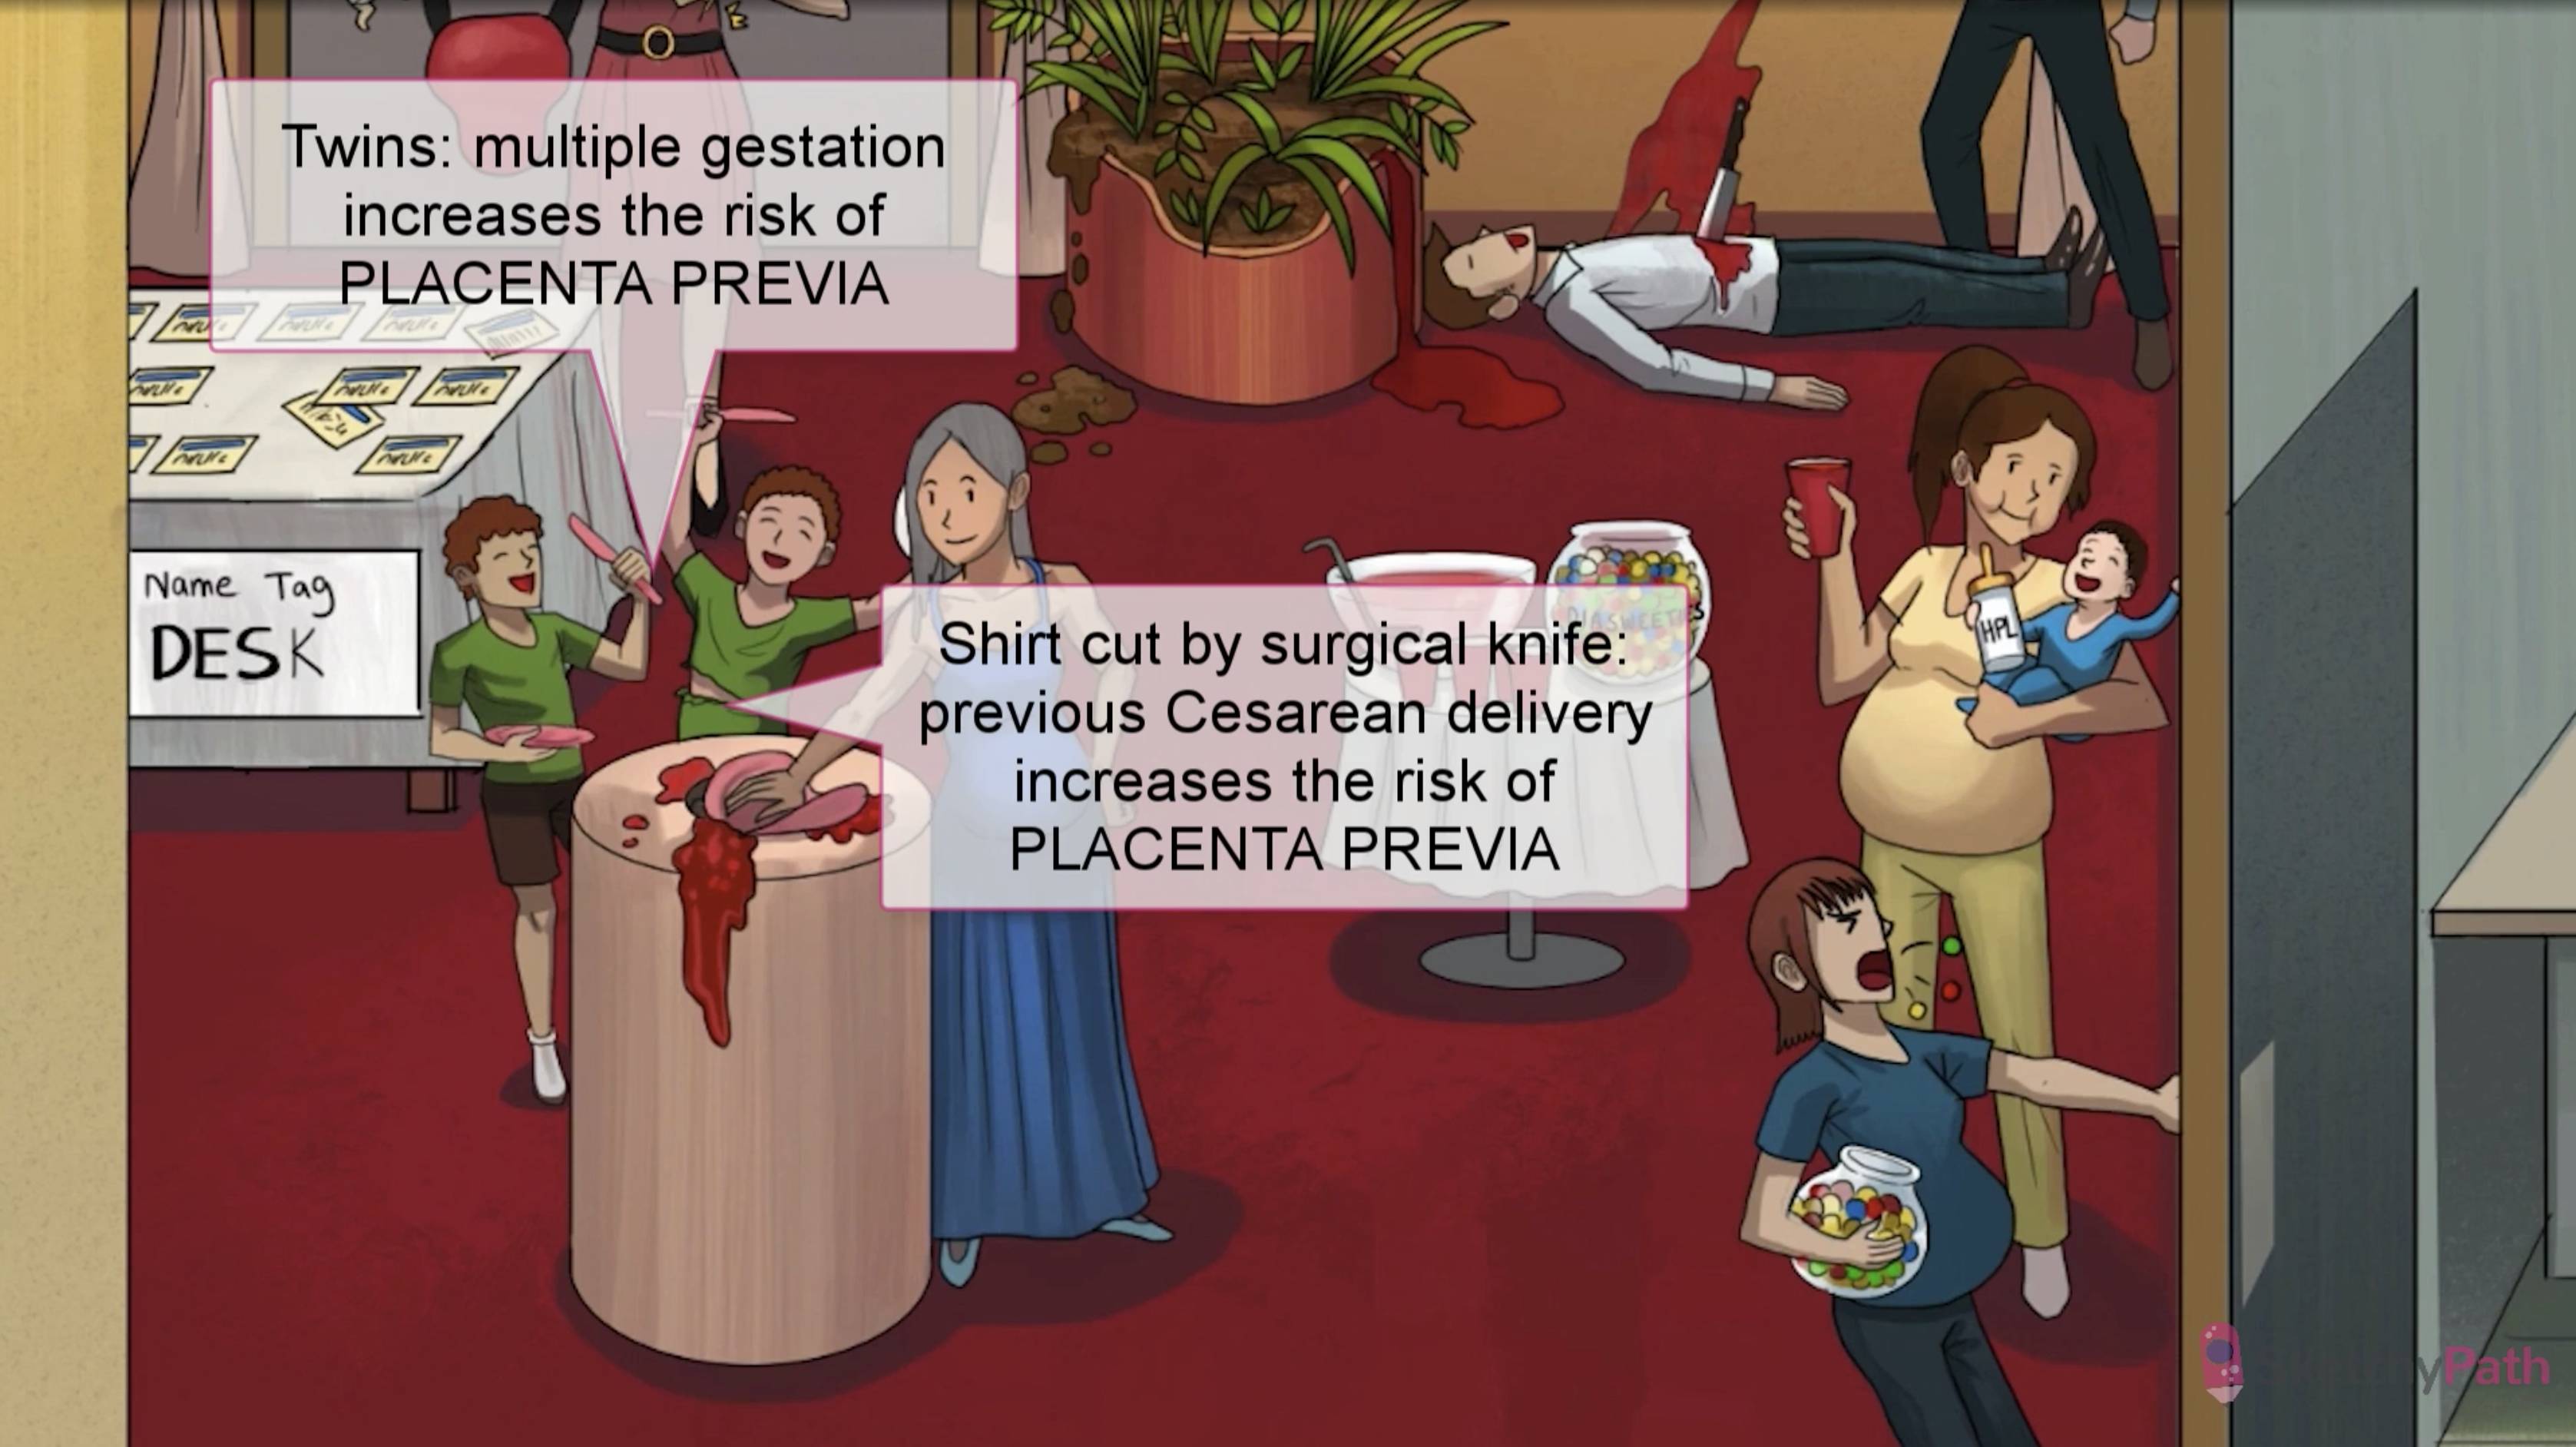 Twins: multiple gestation
increases the risk of
PLACENTA PREVIA
Name Tag
DESK
HPL
Shirt cut by surgical knife:
previous Cesarean delivery
increases the risk of
PLACENTA PREVIA